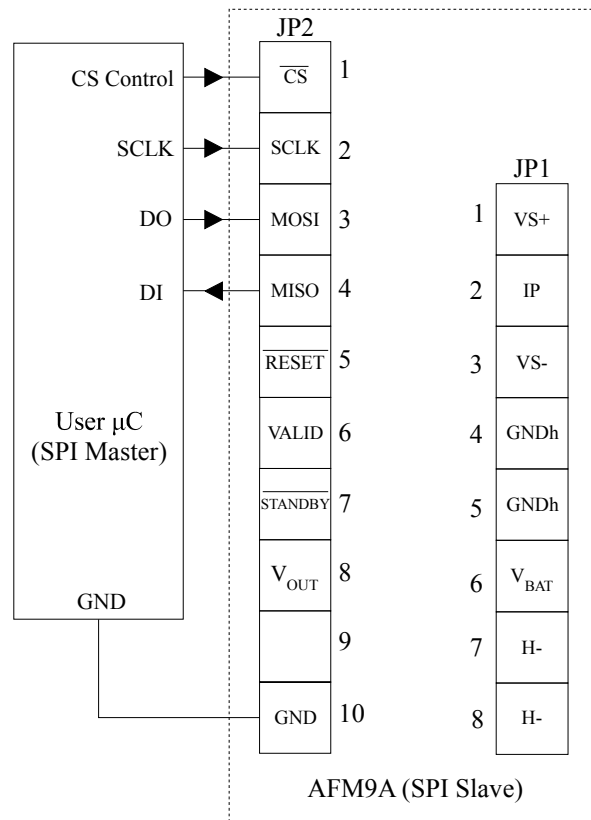 JP2
CS Control
CS
1
SCLK
SCLK
2
JP1
DO
MOSI
3
1
VS+
DI
MISO
4
2
IP
RESET
5
3
VS-
User μC
(SPI Master)
VALID
6
4
GNDh
STANDBY
7
5
GNDh
VOUT
8
6
VBAT
GND
9
7
H-
GND
10
8
H-
AFM9A (SPI Slave)